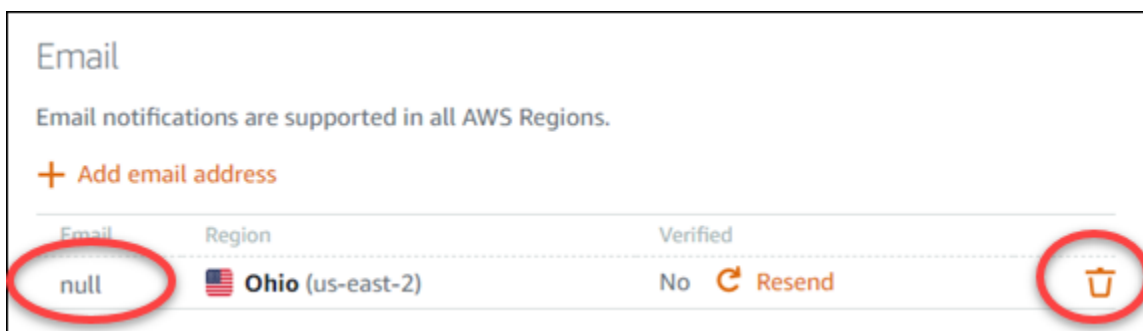 Email
Email notifications are supported in all AWS Regions.
+ Add email address
Email Region Verified
null Ohio (us-east-2) No Resend